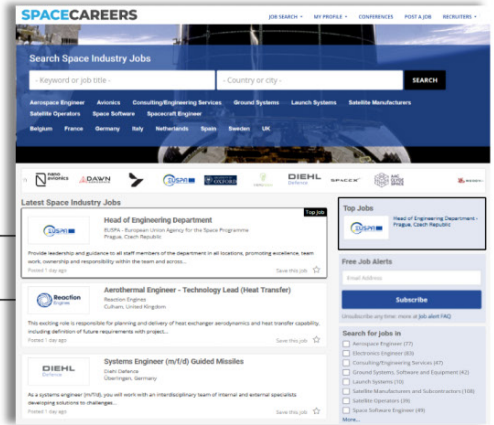 SPACECAREERS
JOB SEARCH
MY PROFILE
CONFERENCES
POST A JOB
RECRUITERS
Search Space Industry Jobs
- Keyword or job title -
- Country or city -
SEARCH
Aerospace Engineer Avionics Consulting/Engineering Services Ground Systems Launch Systems Satellite Manufacturers
Satellite Operators Space Software Spacecraft Engineer
Belgium France Germany Italy Netherlands Spain Sweden UK
DAWN
EUSPA
DIEHL
Defence
SPACEX
Latest Space Industry Jobs
Top Job
EUSPA
Head of Engineering Department
EUSPA - European Union Agency for the Space Programme
Prague, Czech Republic
Provide leadership and guidance to all staff members of the department in all locations, promoting excellence, team
work, ownership and responsibility within the team and across...
Posted 1 day ago
Save this job
Reaction
Engines
Aerothermal Engineer - Technology Lead (Heat Transfer)
Reaction Engines
Culham, United Kingdom
This exciting role is responsible for planning and delivery of heat exchanger aerodynamics and heat transfer capability,
including definition of future requirements with project...
Posted 1 day ago
Save this job
DIEHL
Defence
Systems Engineer (m/f/d) Guided Missiles
Diehl Defence
Überlingen, Germany
As a systems engineer (m/f/d), you will work with an interdisciplinary team of internal and external specialists
developing solutions to challenges...
Posted 1 day ago
Save this job
Top Jobs
EUSPA
Head of Engineering Department -
Prague, Czech Republic
Free Job Alerts
Email Address
Subscribe
Unsubscribe any time; more at job alert FAQ
Search for jobs in
Aerospace Engineer (77)
Electronics Engineer (63)
Consulting/Engineering Services (47)
Ground Systems, Software and Equipment (42)
Launch Systems (10)
Satellite Manufacturers and Subcontractors (108)
Satellite Operators (39)
Space Software Engineer (49)
More...